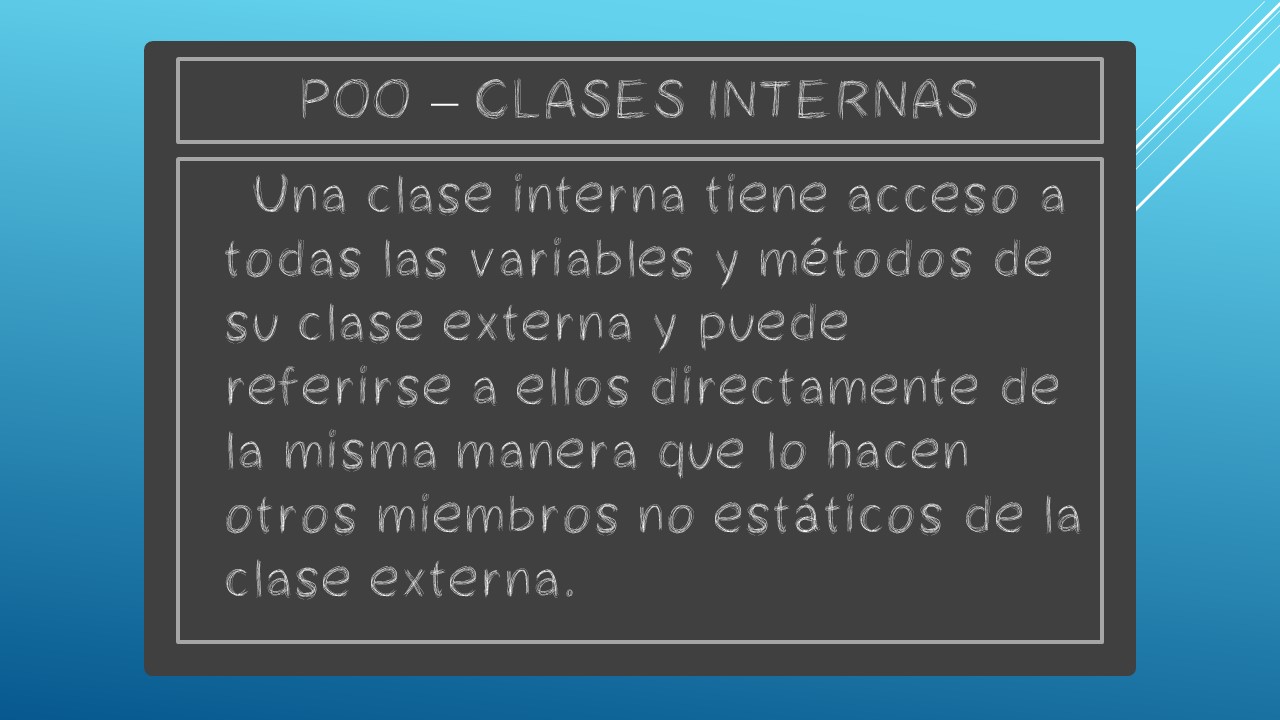 POO – CLASES INTERNAS
Una clase interna tiene acceso a
todas las variables y métodos de
su clase externa y puede
referirse a ellos directamente de
la misma manera que lo hacen
otros miembros no estáticos de la
clase externa.